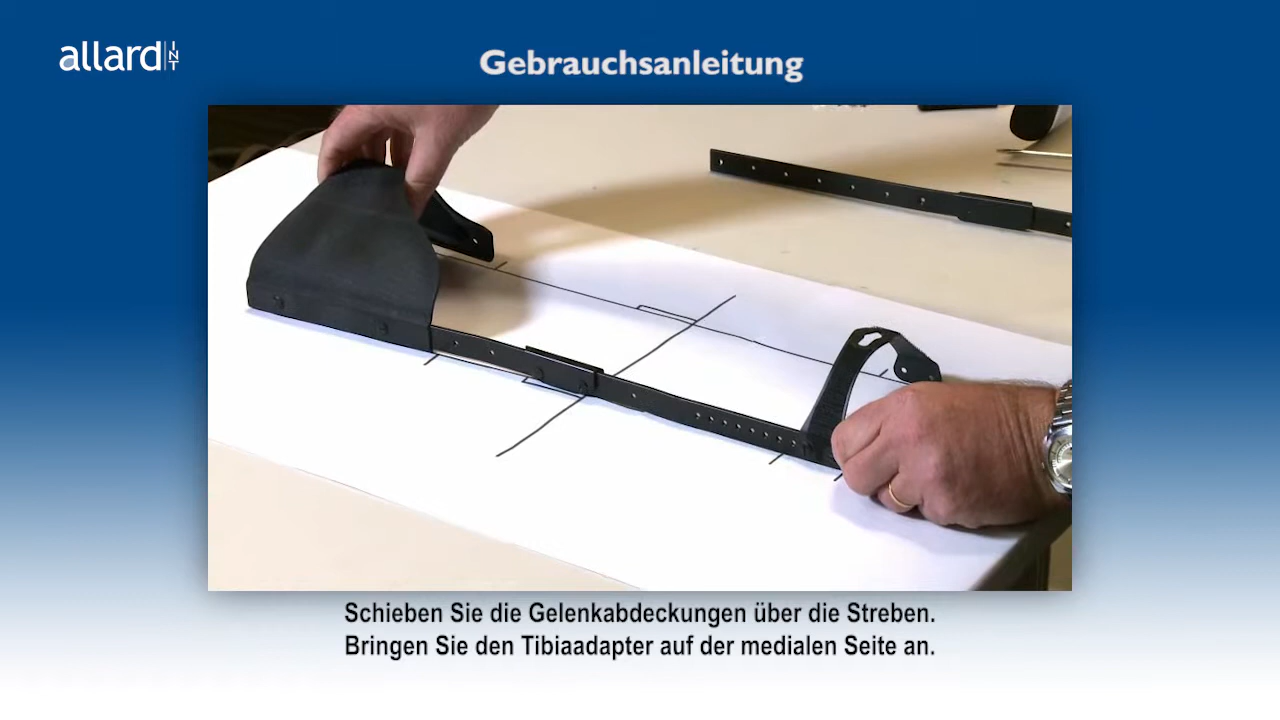 allard INT
Gebrauchsanleitung
Schieben Sie die Gelenkabdeckungen über die Streben.
Bringen Sie den Tibiaadapter auf der medialen Seite an.